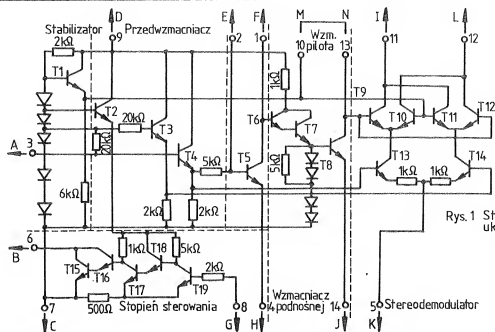 Stabilizator
Przedwzmacniacz
D
9
E
2
F
1
M
N
Wzm.
pilota
10
13
I
11
L
12
2kΩ
T1
T2
20kΩ
20kΩ
T3
T4
5kΩ
T5
1kΩ
T6
T7
5kΩ
T8
T9
T10
T11
T12
T13
T14
1kΩ
1kΩ
A
3
6kΩ
2kΩ
2kΩ
Rys. 1
B
6
1kΩ
T18
5kΩ
2kΩ
T15
T16
T17
T19
500Ω
Stopień sterowania
Wzmacniacz
podnośnej
Stereodemodulator
7
C
8
G
4
H
14
J
5
K